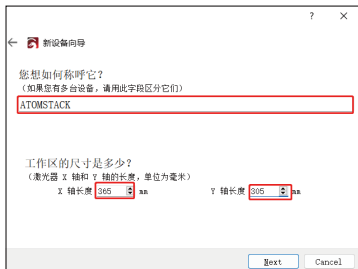 ? ×
← 新设备向导
您想如何称呼它？
（如果您有多台设备，请用此字段区分它们）
ATOMSTACK
工作区的尺寸是多少？
（激光器 X 轴和 Y 轴的长度，单位为毫米）
X 轴长度 365 mm Y 轴长度 305 mm
Next Cancel